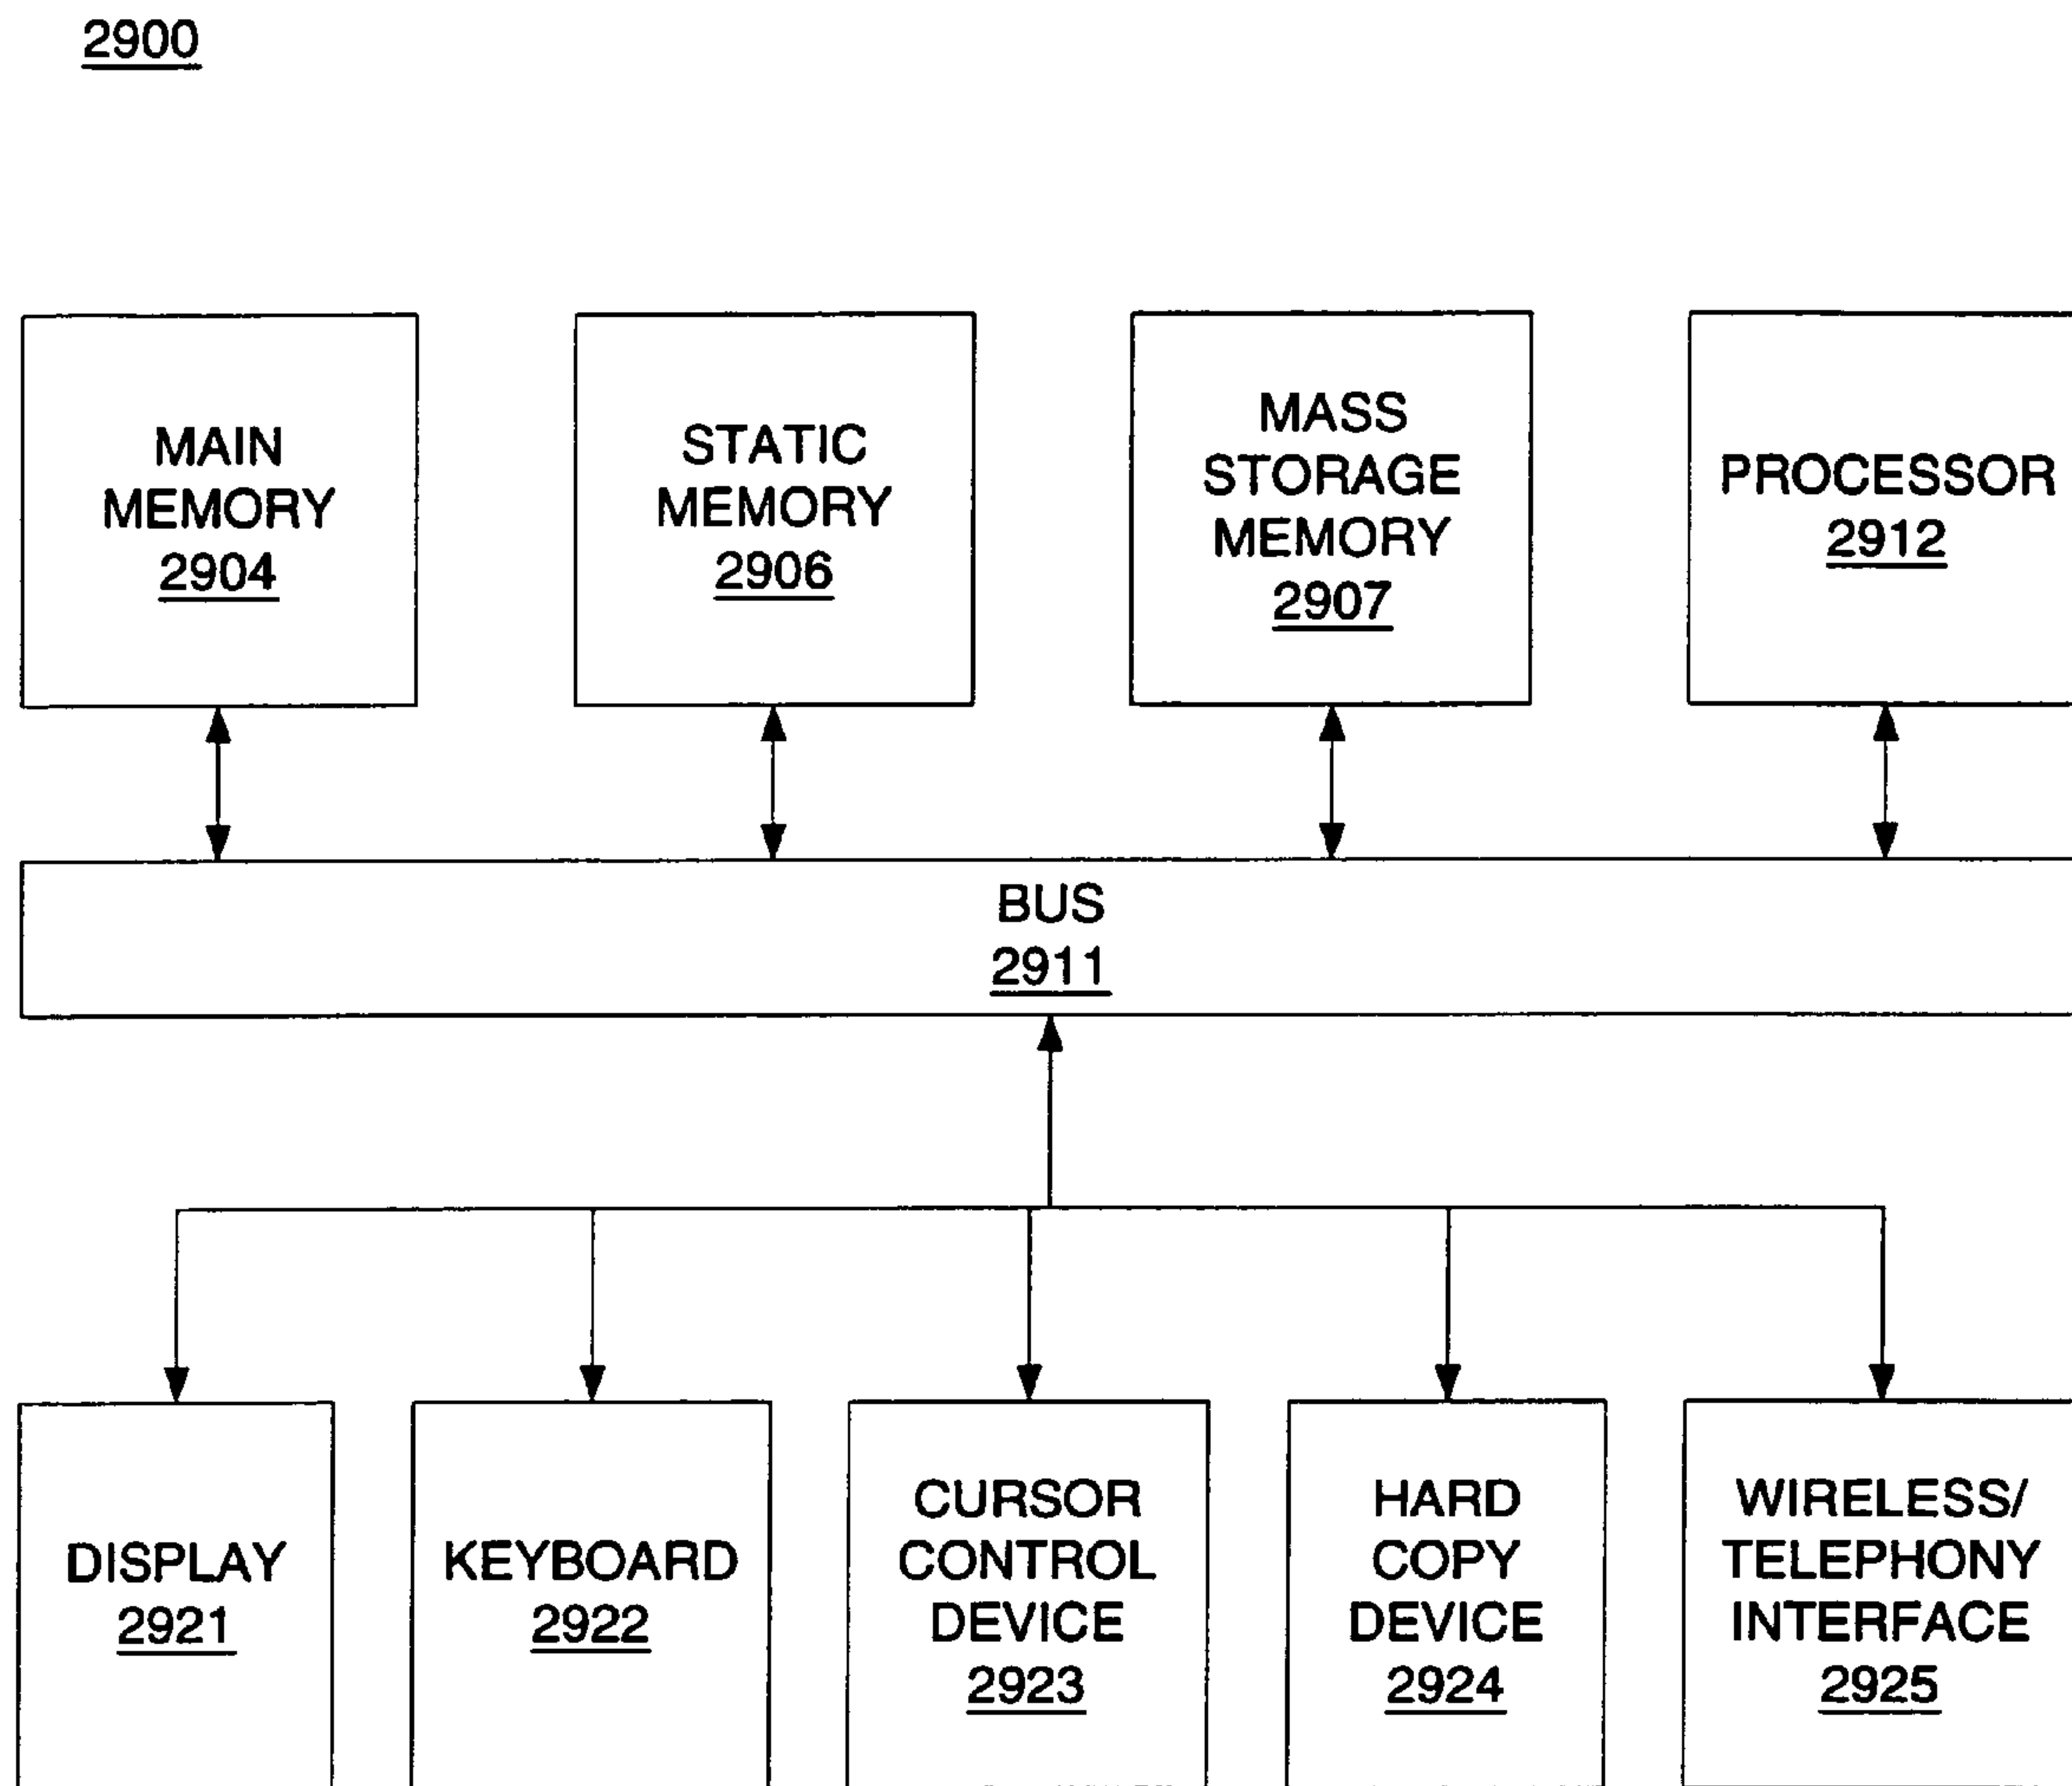 2900
MAIN
MEMORY
2904
STATIC
MEMORY
2906
MASS
STORAGE
MEMORY
2907
PROCESSOR
2912
BUS
2911
DISPLAY
2921
KEYBOARD
2922
CURSOR
CONTROL
DEVICE
2923
HARD
COPY
DEVICE
2924
WIRELESS/
TELEPHONY
INTERFACE
2925